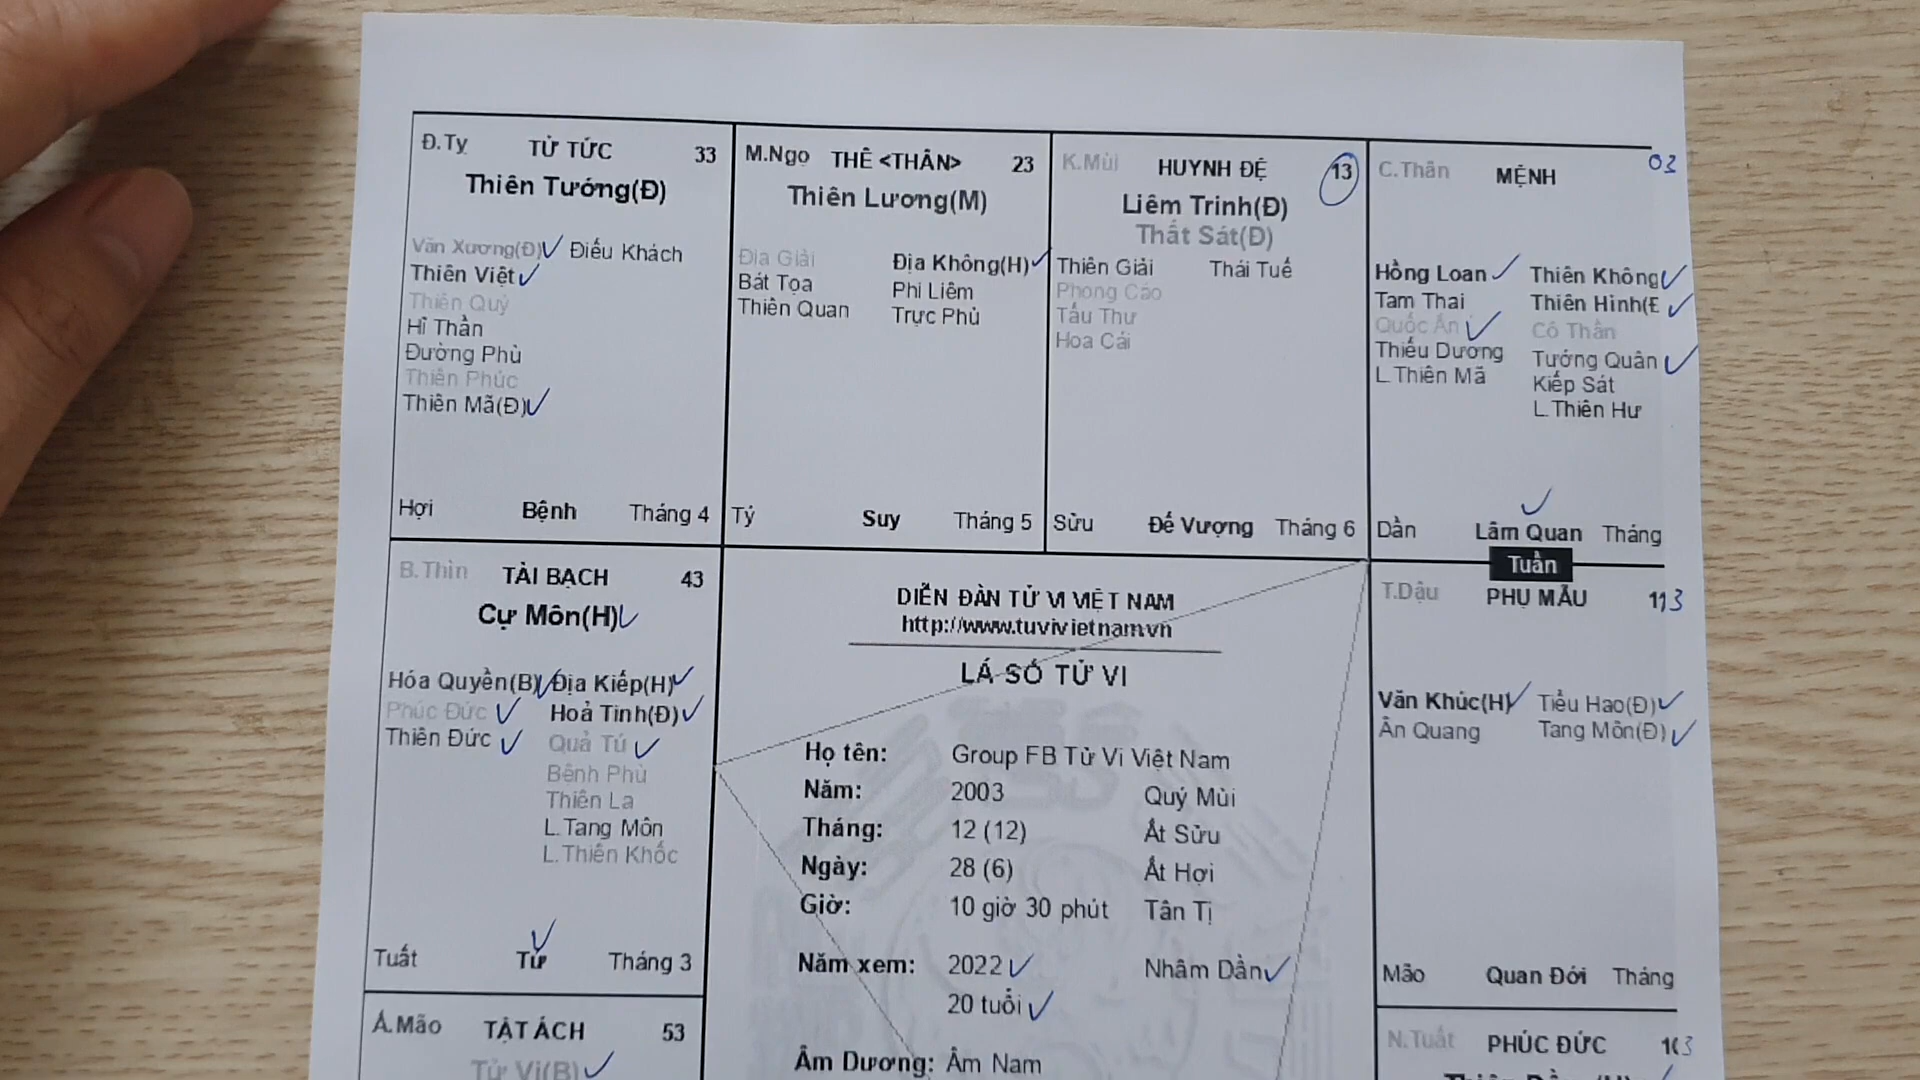 Đ.Tỵ TỬ TỨC 33
Thiên Tướng(Đ)
Văn Xương(Đ) Điếu Khách
Thiên Việt
Thiên Quý
Hỉ Thần
Đường Phù
Thiên Phúc
Thiên Mã(Đ)
Hợi Bệnh Tháng 4
M.Ngọ THÊ <THÂN> 23
Thiên Lương(M)
Địa Giải Địa Không(H)
Bát Tọa Phi Liêm
Thiên Quan Trực Phù
Tý Suy Tháng 5
K.Mùi HUYNH ĐỆ 13
Liêm Trinh(Đ)
Thất Sát(Đ)
Thiên Giải Thái Tuế
Phong Cáo
Tấu Thư
Hoa Cái
Sửu Đế Vượng Tháng 6
C.Thân MỆNH 03
Hồng Loan Thiên Không
Tam Thai Thiên Hình(Đ
Quốc Ấn Cô Thần
Thiếu Dương Tướng Quân
L.Thiên Mã Kiếp Sát
L.Thiên Hư
Dần Lâm Quan Tháng
Tuần
B.Thìn TÀI BẠCH 43
Cự Môn(H)
Hóa Quyền(B) Địa Kiếp(H)
Phúc Đức Hoả Tinh(Đ)
Thiên Đức Quả Tú
Bệnh Phù
Thiên La
L.Tang Môn
L.Thiên Khốc
Tuất Tử Tháng 3
DIỄN ĐÀN TỬ VI VIỆT NAM
http://www.tuvivietnam.vn
LÁ SỐ TỬ VI
Họ tên: Group FB Tử Vi Việt Nam
Năm: 2003 Quý Mùi
Tháng: 12 (12) Ất Sửu
Ngày: 28 (6) Ất Hợi
Giờ: 10 giờ 30 phút Tân Tị
Năm xem: 2022 Nhâm Dần
20 tuổi
Âm Dương: Âm Nam
T.Dậu PHỤ MẪU 113
Văn Khúc(H) Tiểu Hao(Đ)
Ân Quang Tang Môn(Đ)
Mão Quan Đới Tháng
Á.Mão TẬT ÁCH 53
Tử Vi(B)
N.Tuất PHÚC ĐỨC 103